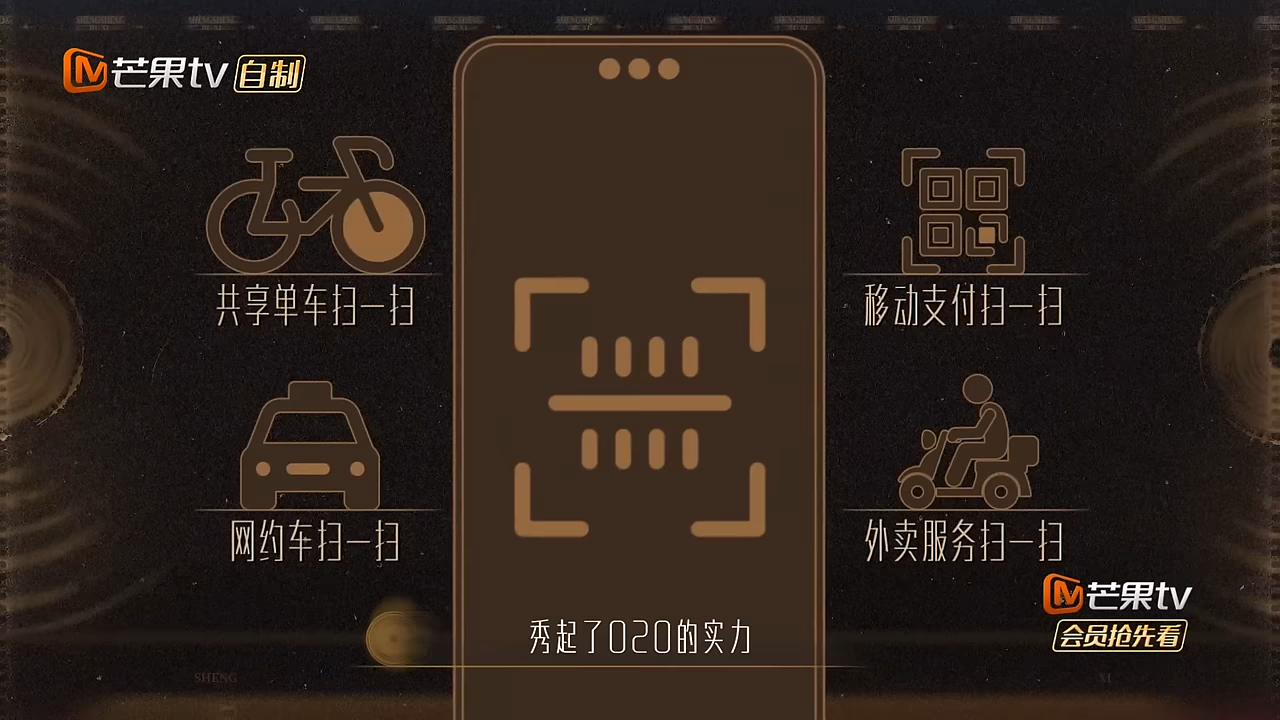 芒果tv 自制
共享单车扫一扫
移动支付扫一扫
网约车扫一扫
外卖服务扫一扫
芒果tv
会员抢先看
秀起了O2O的实力
SHENG